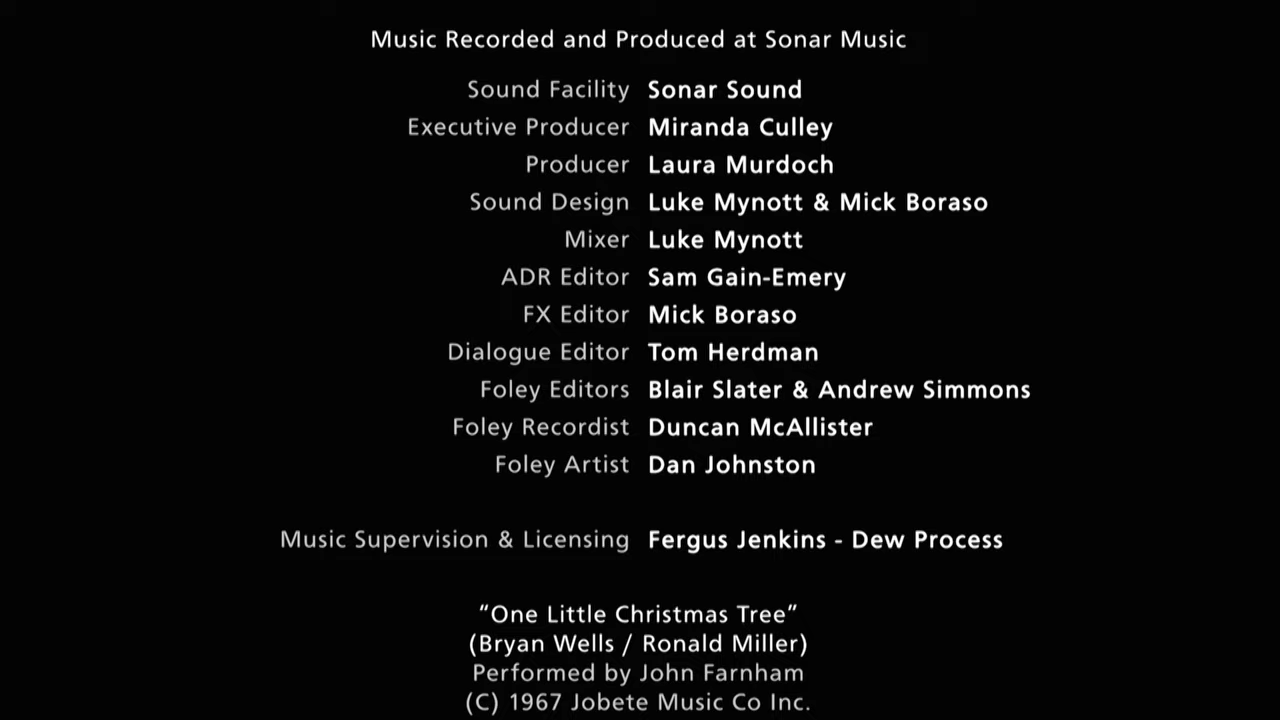 Music Recorded and Produced at Sonar Music
Sound Facility Sonar Sound
Executive Producer Miranda Culley
Producer Laura Murdoch
Sound Design Luke Mynott & Mick Boraso
Mixer Luke Mynott
ADR Editor Sam Gain-Emery
FX Editor Mick Boraso
Dialogue Editor Tom Herdman
Foley Editors Blair Slater & Andrew Simmons
Foley Recordist Duncan McAllister
Foley Artist Dan Johnston
Music Supervision & Licensing Fergus Jenkins - Dew Process
“One Little Christmas Tree”
(Bryan Wells / Ronald Miller)
Performed by John Farnham
(C) 1967 Jobete Music Co Inc.